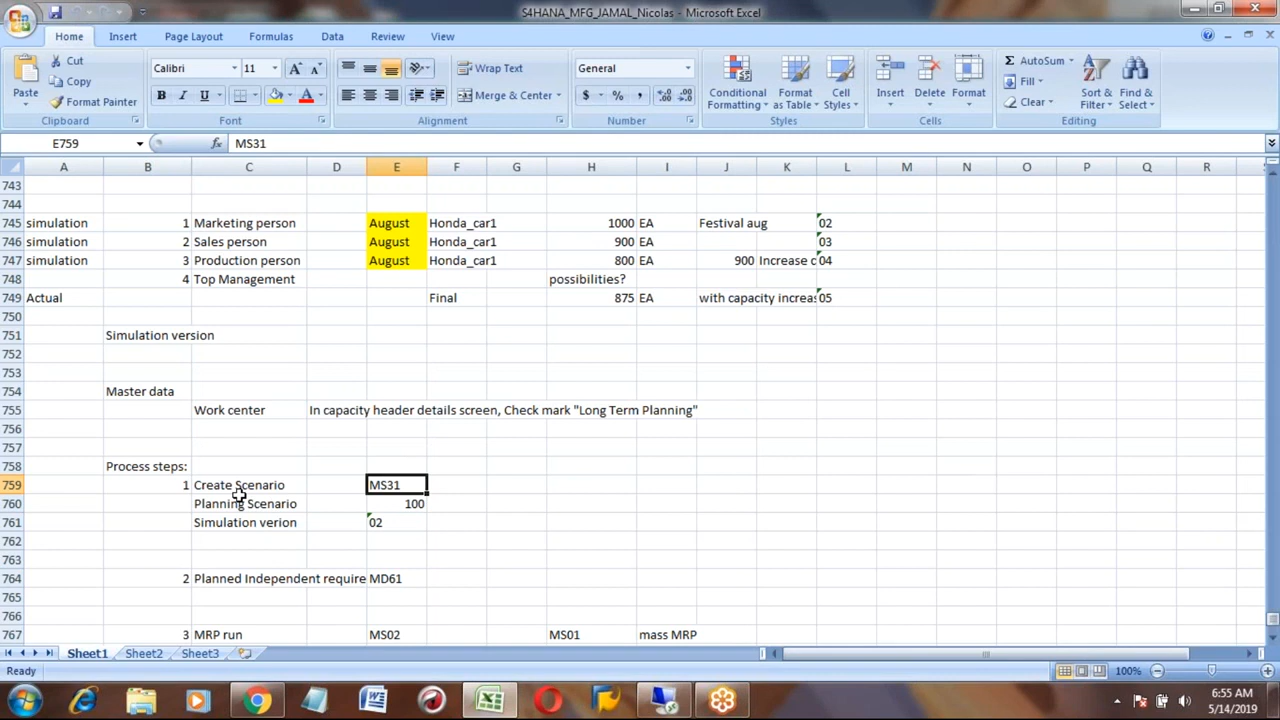 S4HANA_MFG_JAMAL_Nicolas - Microsoft Excel
Home Insert Page Layout Formulas Data Review View
Paste Cut Copy Format Painter Clipboard
Calibri 11 A A B I U A Font
Wrap Text Merge & Center Alignment
General $ % , Number
Conditional Formatting Format as Table Cell Styles Styles
Insert Delete Format Cells
AutoSum Fill Clear Sort & Filter Find & Select Editing
E759 fx MS31
A B C D E F G H I J K L M N O P Q R
743
744
745 simulation 1 Marketing person August Honda_car1 1000 EA Festival aug 02
746 simulation 2 Sales person August Honda_car1 900 EA 03
747 simulation 3 Production person August Honda_car1 800 EA 900 Increase c 04
748 4 Top Management possibilities?
749 Actual Final 875 EA with capacity increas 05
750
751 Simulation version
752
753
754 Master data
755 Work center In capacity header details screen, Check mark "Long Term Planning"
756
757
758 Process steps:
759 1 Create Scenario MS31
760 Planning Scenario 100
761 Simulation verion 02
762
763
764 2 Planned Independent require MD61
765
766
767 3 MRP run MS02 MS01 mass MRP
Sheet1 Sheet2 Sheet3
Ready 100%
6:55 AM
5/14/2019